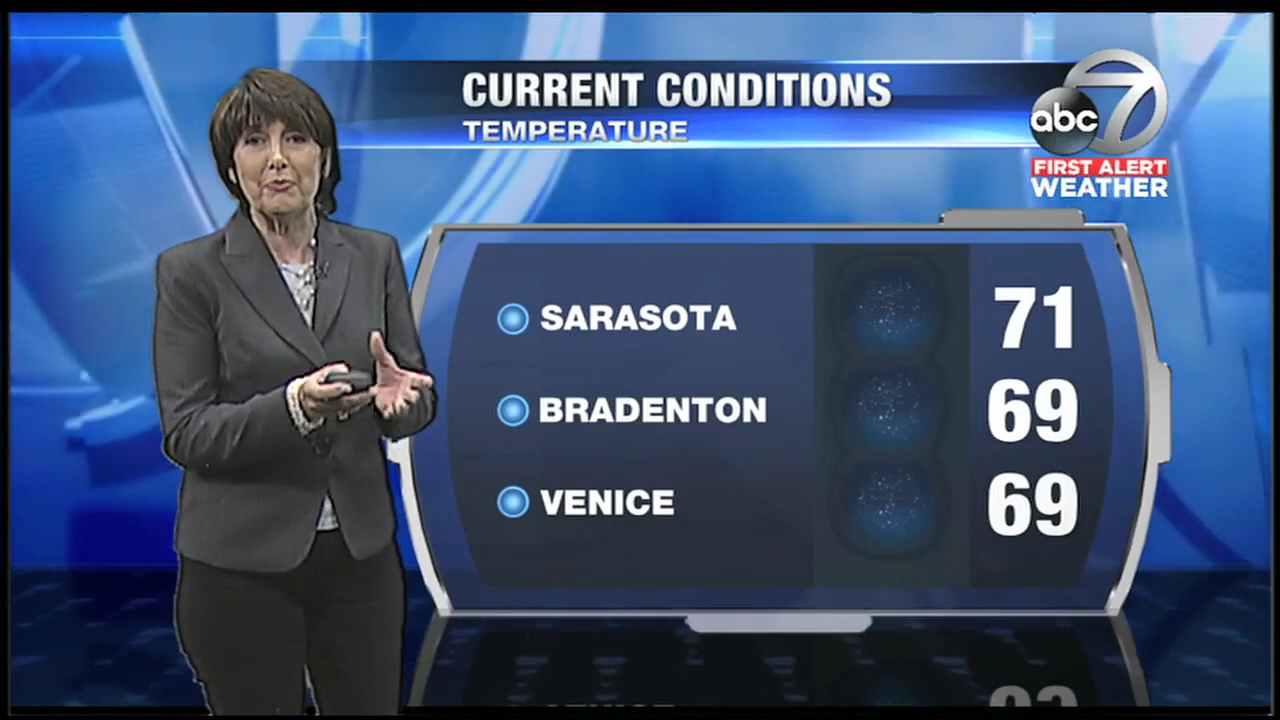 CURRENT CONDITIONS
TEMPERATURE
abc 7
FIRST ALERT
WEATHER
SARASOTA 71
BRADENTON 69
VENICE 69